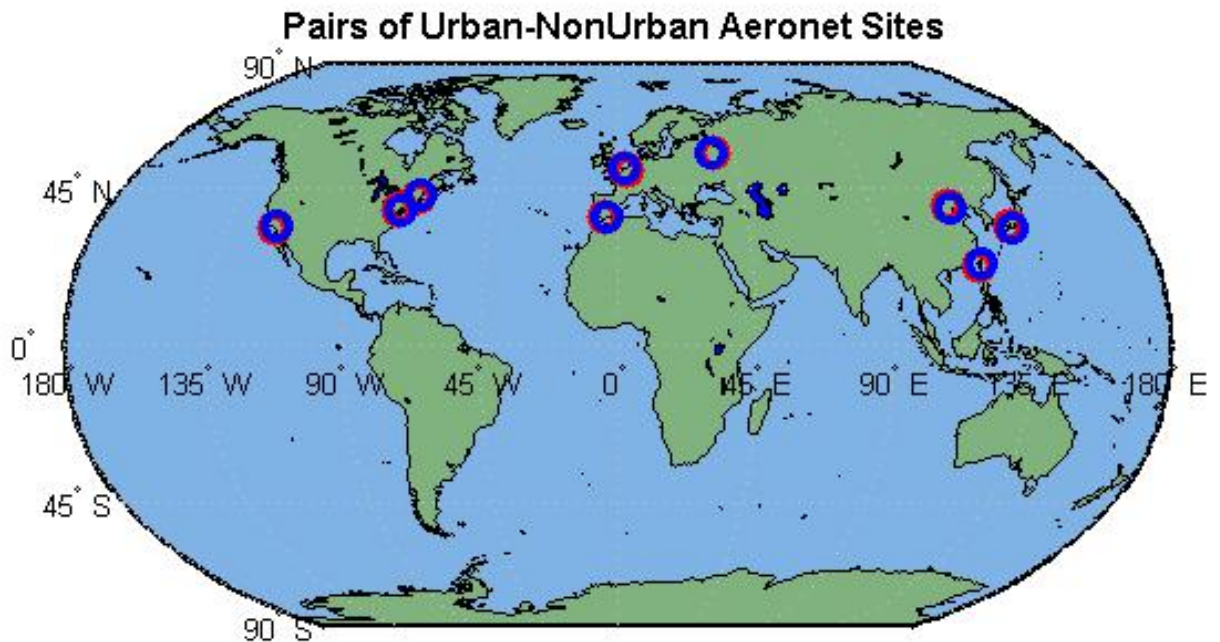 Pairs of Urban-NonUrban Aeronet Sites
90° N
45° N
0°
180° W 135° W 90° W 45° W 0° 45° E 90° E 135° E 180° E
45° S
90° S